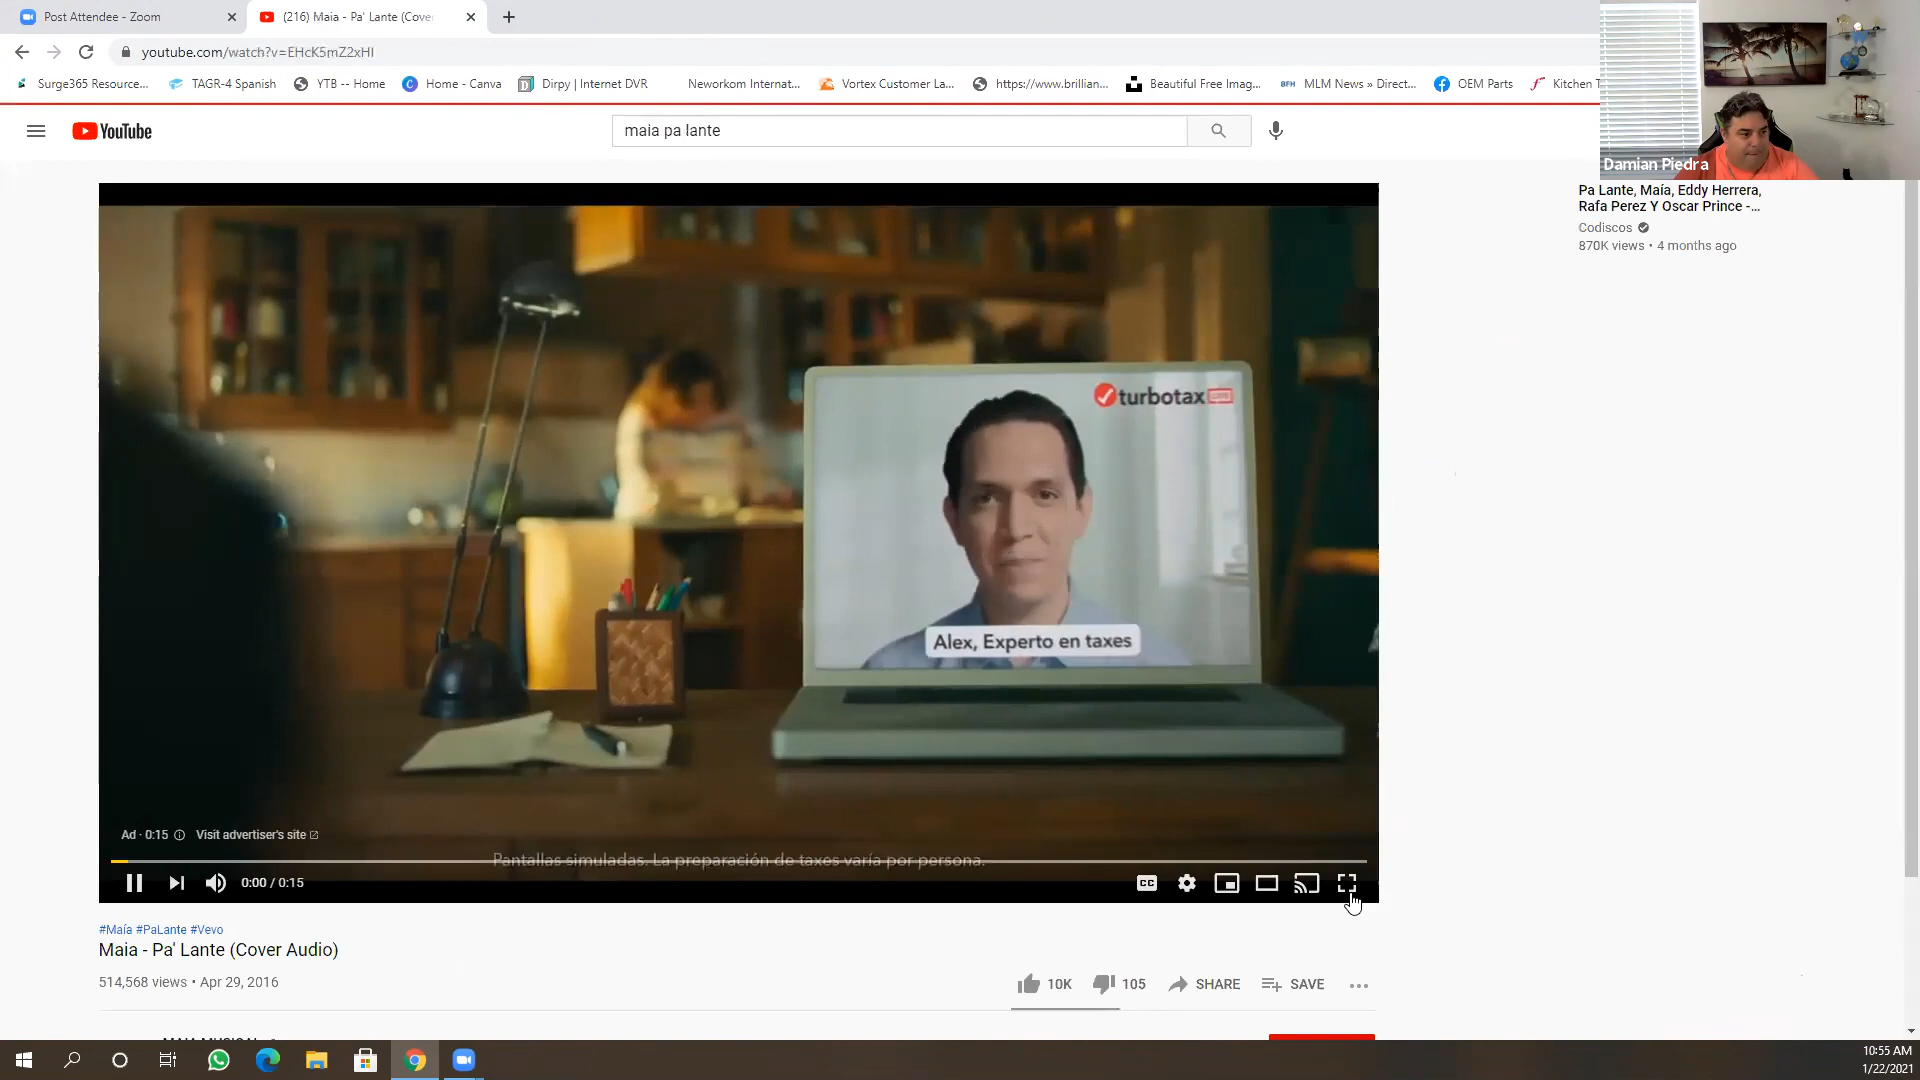 Post Attendee - Zoom
(216) Maia - Pa' Lante (Cove
youtube.com/watch?v=EHcK5mZ2xHI
Surge365 Resource...
TAGR-4 Spanish
YTB -- Home
Home - Canva
Dirpy | Internet DVR
Neworkom Internat...
Vortex Customer La...
https://www.brillian...
Beautiful Free Imag...
BFH
MLM News » Direct...
OEM Parts
Kitchen T
YouTube
maia pa lante
Damian Piedra
Pa Lante, Maía, Eddy Herrera,
Rafa Perez Y Oscar Prince -...
Codiscos
870K views • 4 months ago
turbotax
Alex, Experto en taxes
Ad · 0:15
Visit advertiser's site
Pantallas simuladas. La preparación de taxes varía por persona.
0:00 / 0:15
CC
#Maía #PaLante #Vevo
Maia - Pa' Lante (Cover Audio)
514,568 views • Apr 29, 2016
10K
105
SHARE
SAVE
10:55 AM
1/22/2021